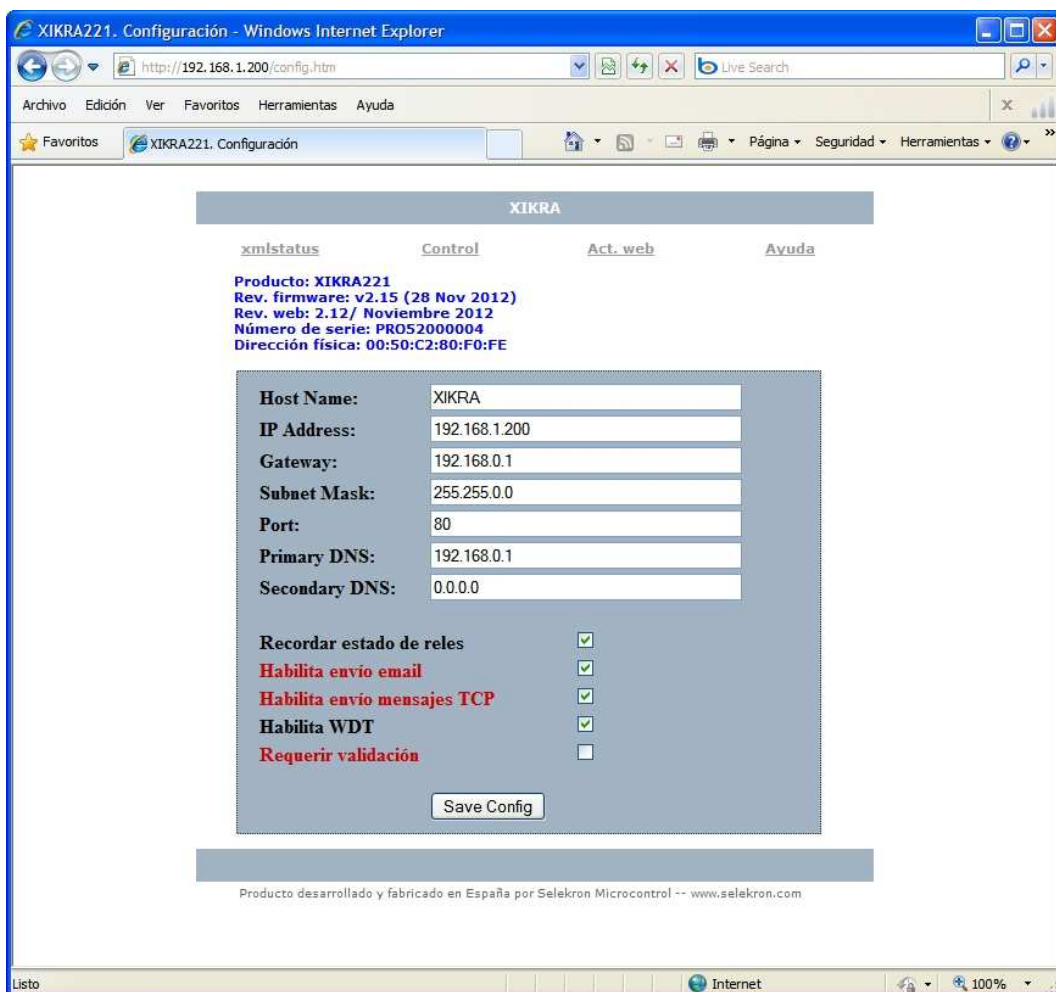 XIKRA221. Configuración - Windows Internet Explorer
http://192.168.1.200/config.htm
Live Search
Archivo Edición Ver Favoritos Herramientas Ayuda
Favoritos XIKRA221. Configuración Página Seguridad Herramientas
XIKRA
xmlstatus Control Act. web Ayuda
Producto: XIKRA221
Rev. firmware: v2.15 (28 Nov 2012)
Rev. web: 2.12/ Noviembre 2012
Número de serie: PRO52000004
Dirección física: 00:50:C2:80:F0:FE
Host Name: XIKRA
IP Address: 192.168.1.200
Gateway: 192.168.0.1
Subnet Mask: 255.255.0.0
Port: 80
Primary DNS: 192.168.0.1
Secondary DNS: 0.0.0.0
Recordar estado de reles
Habilita envío email
Habilita envío mensajes TCP
Habilita WDT
Requerir validación
Save Config
Producto desarrollado y fabricado en España por Selekron Microcontrol -- www.selekron.com
Listo Internet 100%